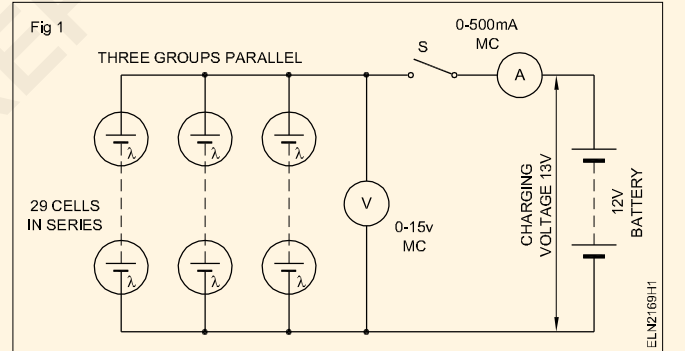 Fig 1
THREE GROUPS PARALLEL
S
0-500mA
MC
A
λ
λ
λ
29 CELLS
IN SERIES
λ
λ
λ
V
0-15v
MC
CHARGING
VOLTAGE 13V
12V
BATTERY
ELN2169H1